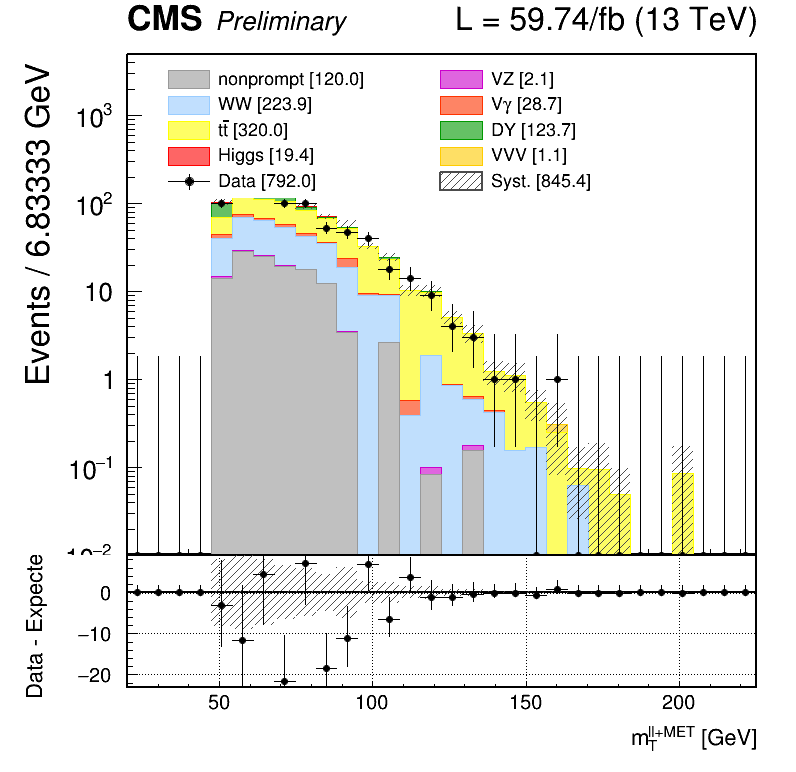 CMS Preliminary L = 59.74/fb (13 TeV)
Events / 6.83333 GeV
nonprompt [120.0]
WW [223.9]
tt̄ [320.0]
Higgs [19.4]
Data [792.0]
VZ [2.1]
Vγ [28.7]
DY [123.7]
VVV [1.1]
Syst. [845.4]
10³
10²
10
1
10⁻¹
10⁻²
Data - Expecte
0
−10
−20
50 100 150 200
m_T^{ll+MET} [GeV]